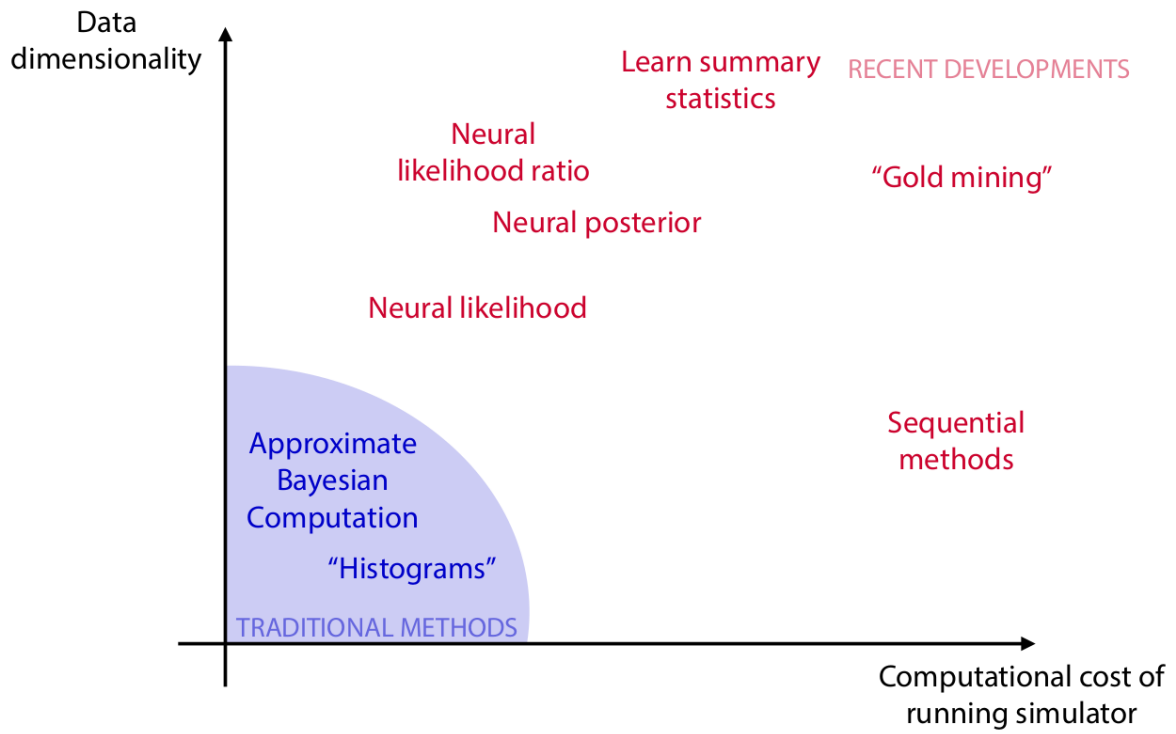 Data
dimensionality
Learn summary
statistics
RECENT DEVELOPMENTS
Neural
likelihood ratio
“Gold mining”
Neural posterior
Neural likelihood
Sequential
methods
Approximate
Bayesian
Computation
“Histograms”
TRADITIONAL METHODS
Computational cost of
running simulator